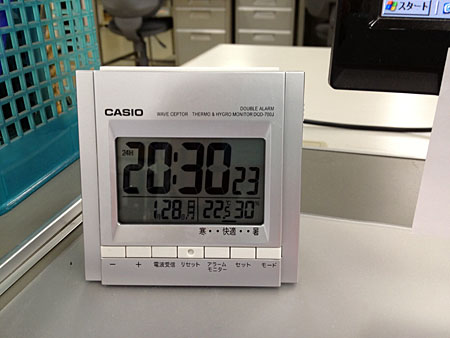 スタート
CASIO
DOUBLE ALARM
WAVE CEPTOR THERMO & HYGRO MONITOR DQD-700J
24H
20:30 23
1.28 月 22.5 30
寒・・快適・・暑
− + 電波受信 リセット アラームモニター セット モード